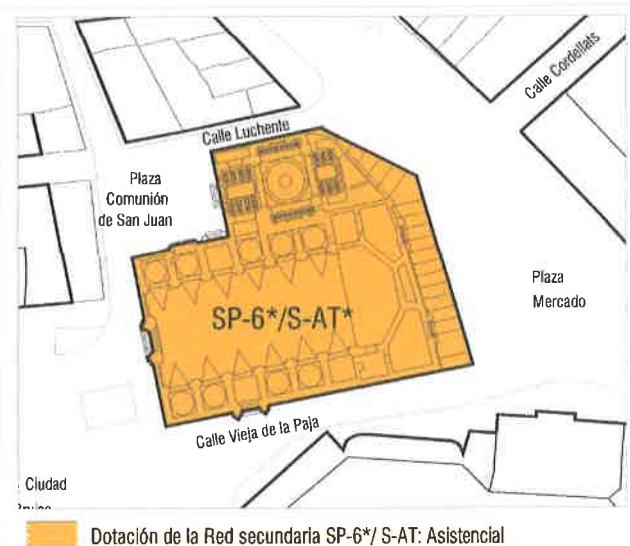 Calle Cordellats
Calle Luchente
Plaza
Comunión
de San Juan
Plaza
Mercado
SP-6*/S-AT*
Calle Vieja de la Paja
Ciudad
Dotación de la Red secundaria SP-6*/ S-AT: Asistencial